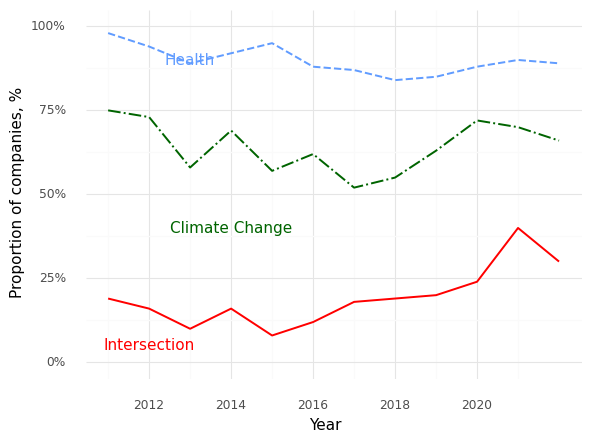 100%
Health
75%
50%
Climate Change
25%
Intersection
0%
2012 2014 2016 2018 2020
Year
Proportion of companies, %